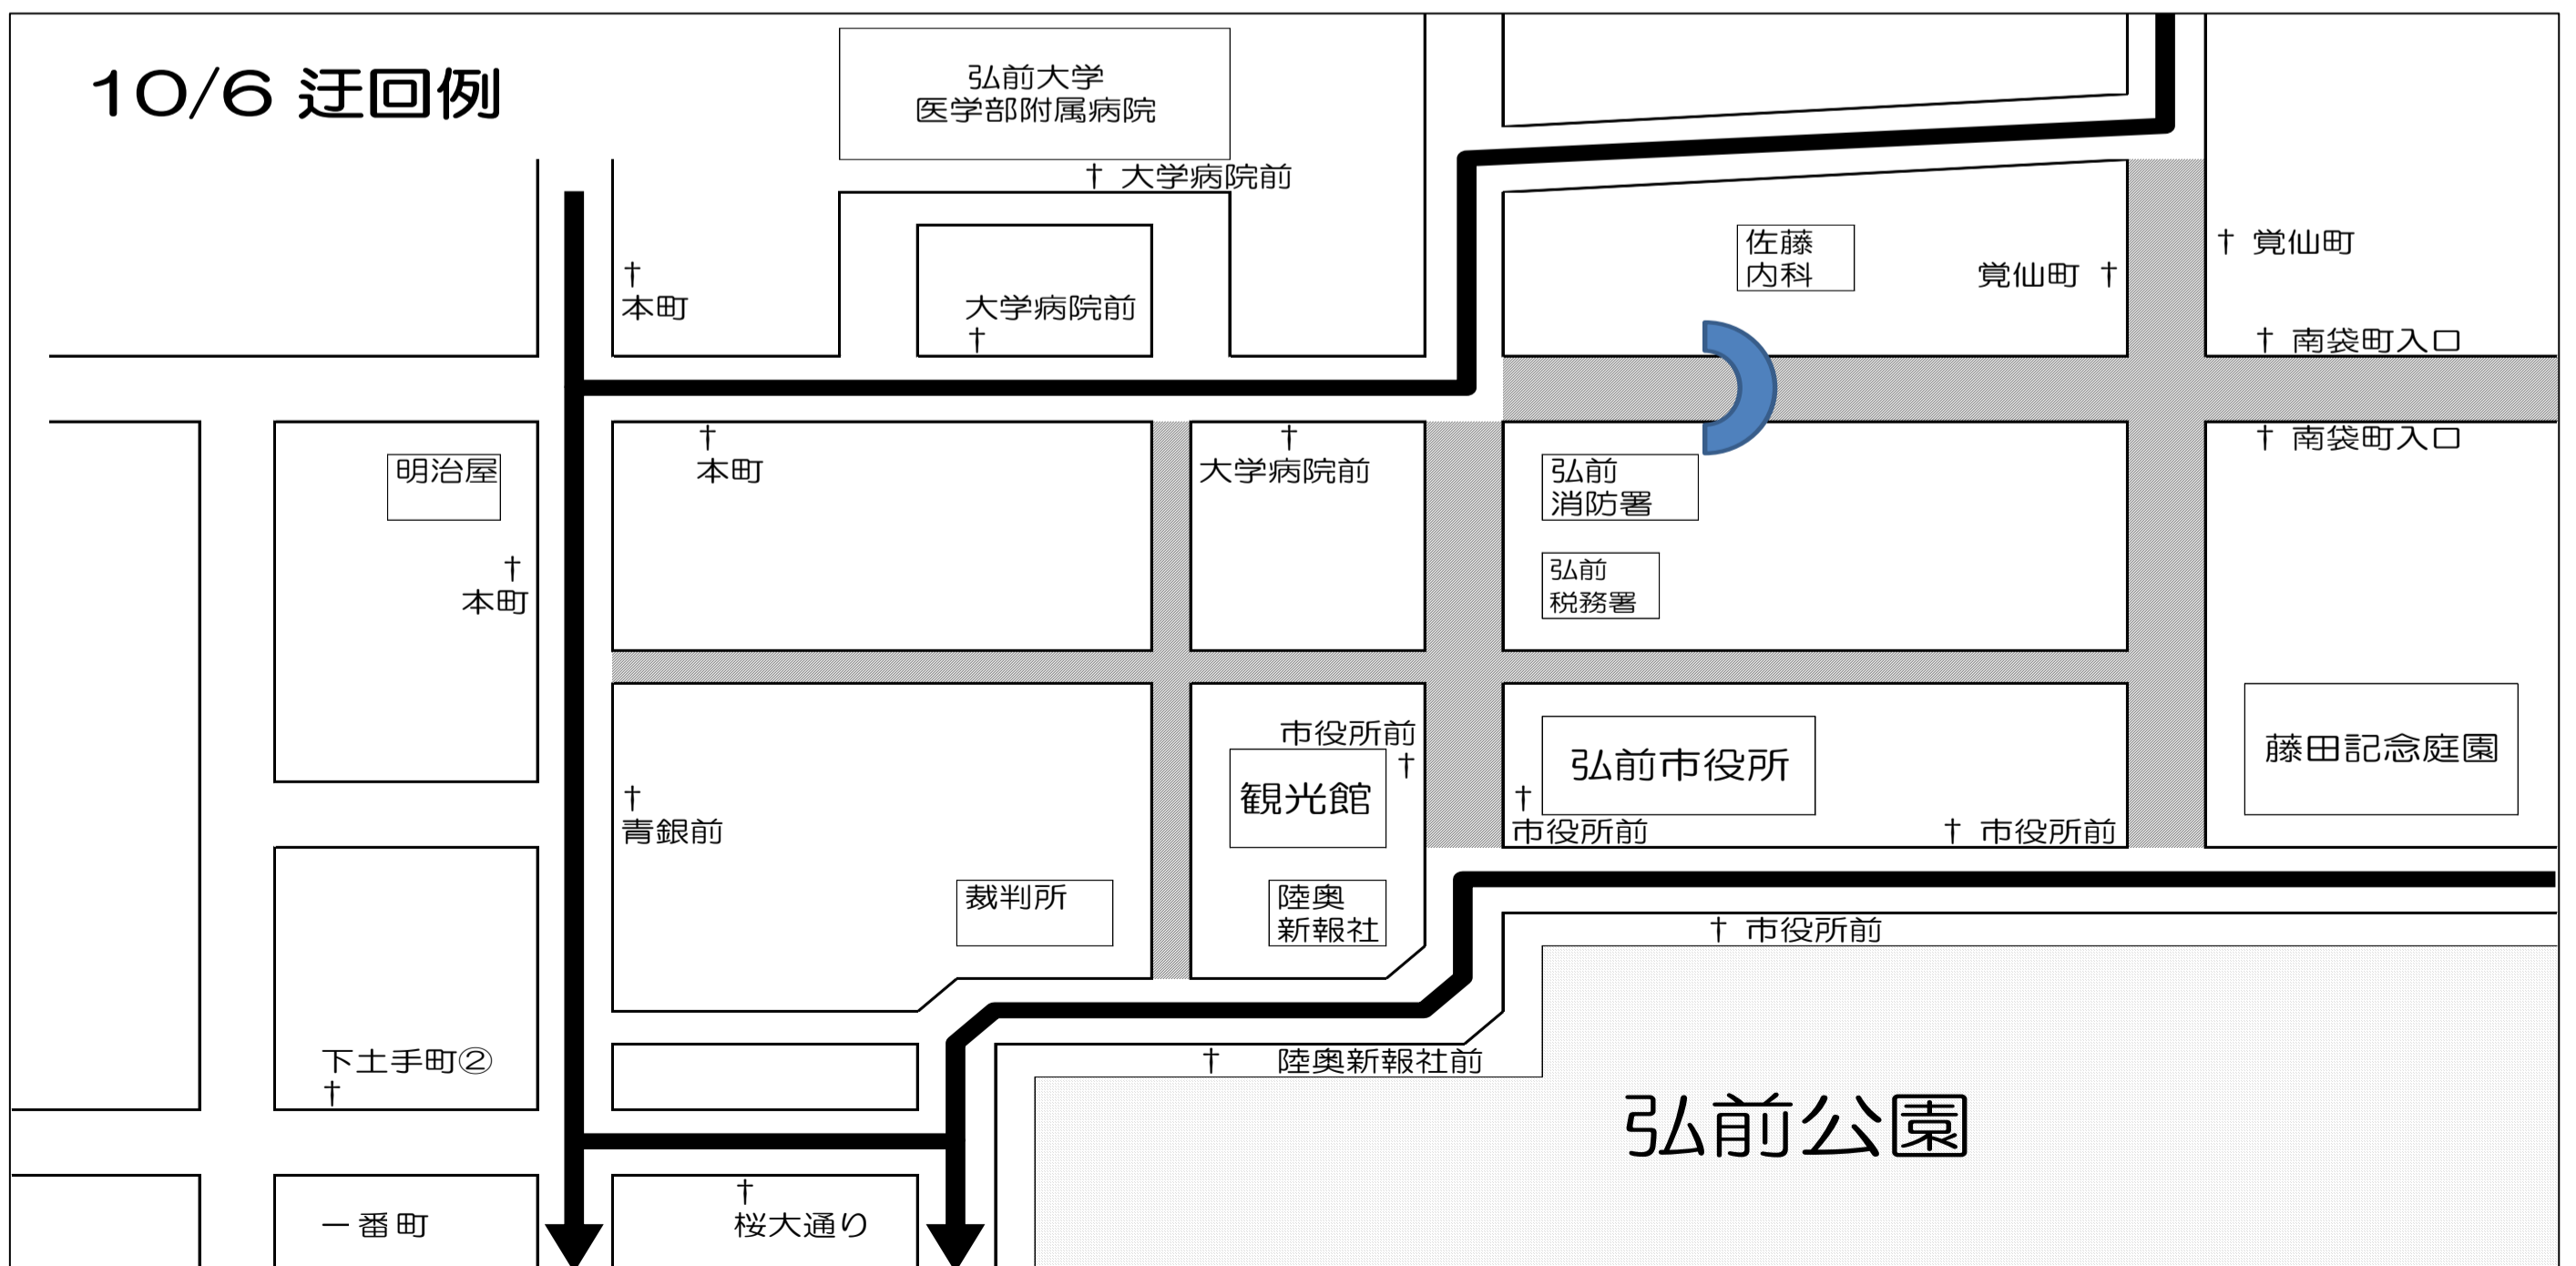 10/6 迂回例
弘前大学
医学部附属病院
† 大学病院前
†
本町
大学病院前
†
佐藤
内科
覚仙町 †
† 覚仙町
† 南袋町入口
† 南袋町入口
明治屋
†
本町
†
本町
†
大学病院前
弘前
消防署
弘前
税務署
†
青銀前
市役所前
†
観光館
弘前市役所
†
市役所前
† 市役所前
藤田記念庭園
裁判所
陸奥
新報社
† 市役所前
下土手町②
†
† 陸奥新報社前
弘前公園
一番町
†
桜大通り